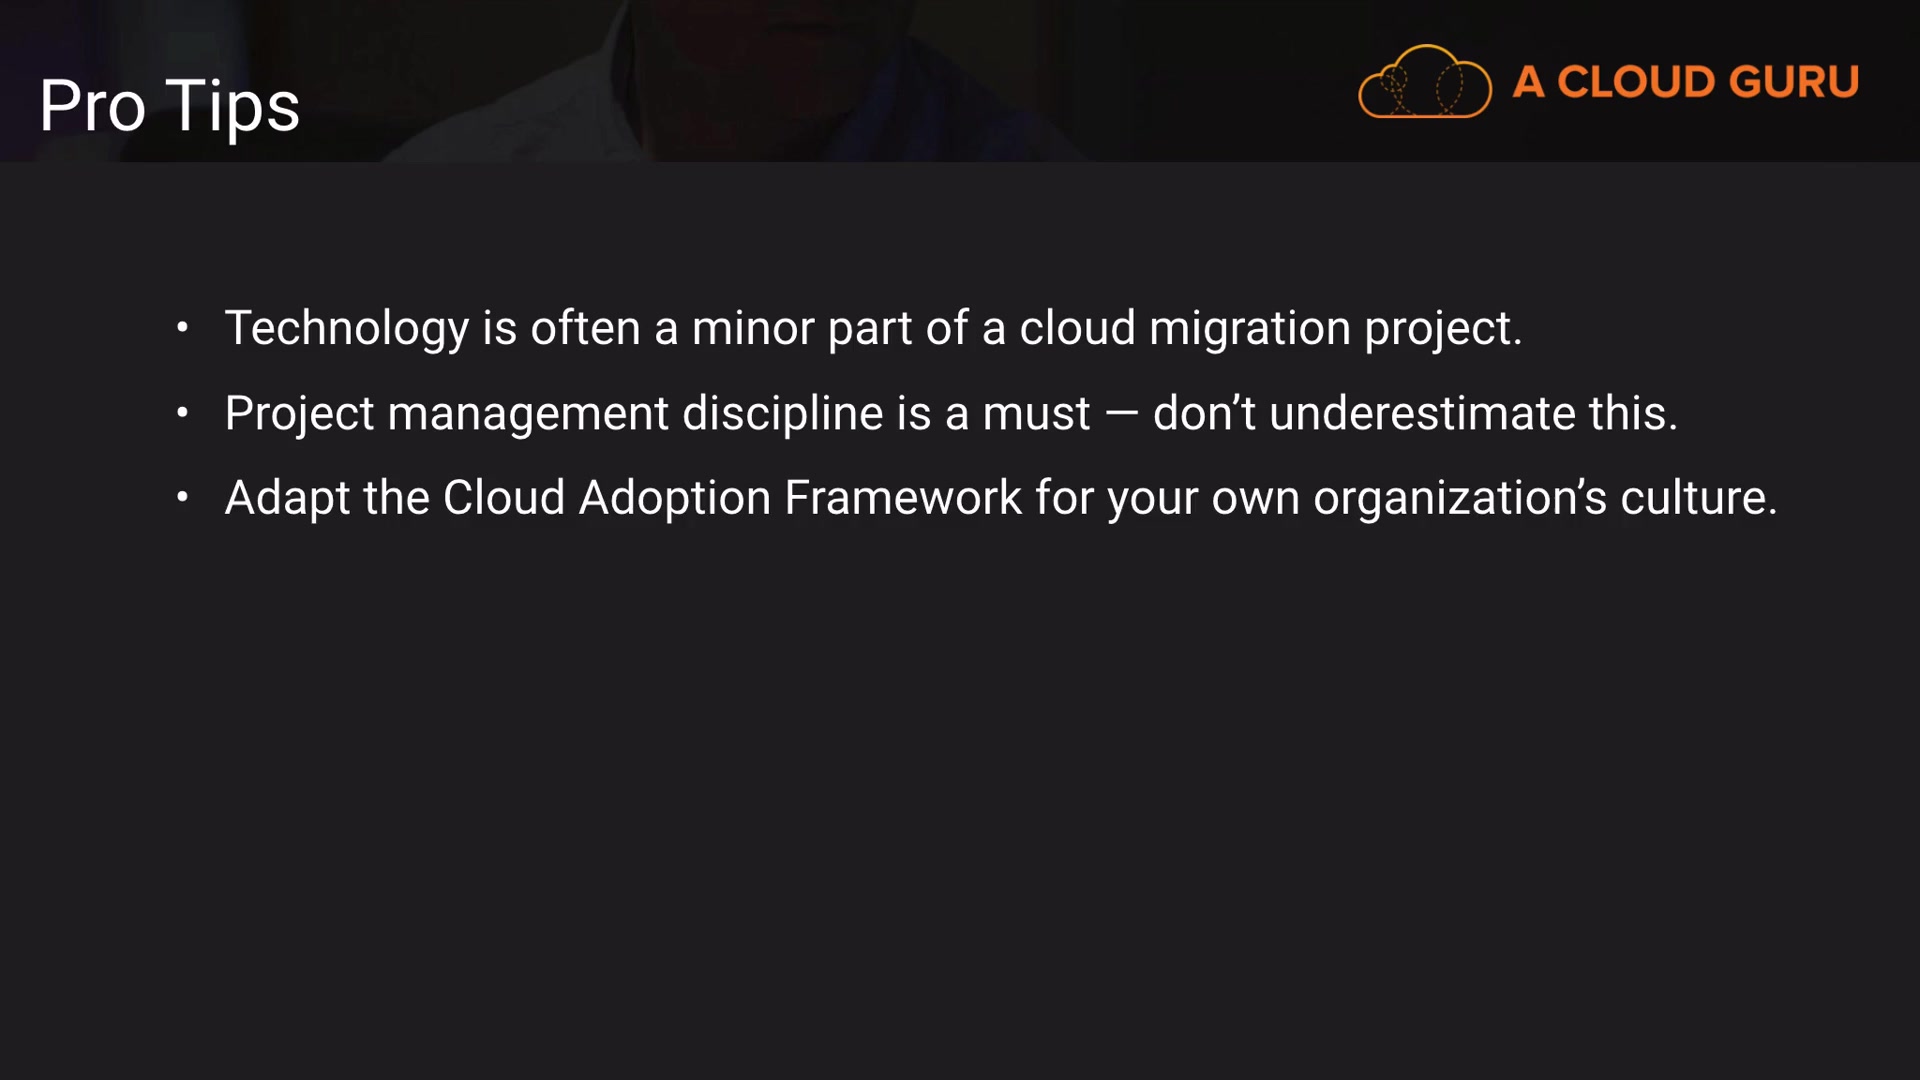 Pro Tips
A CLOUD GURU
• Technology is often a minor part of a cloud migration project.
• Project management discipline is a must — don’t underestimate this.
• Adapt the Cloud Adoption Framework for your own organization’s culture.